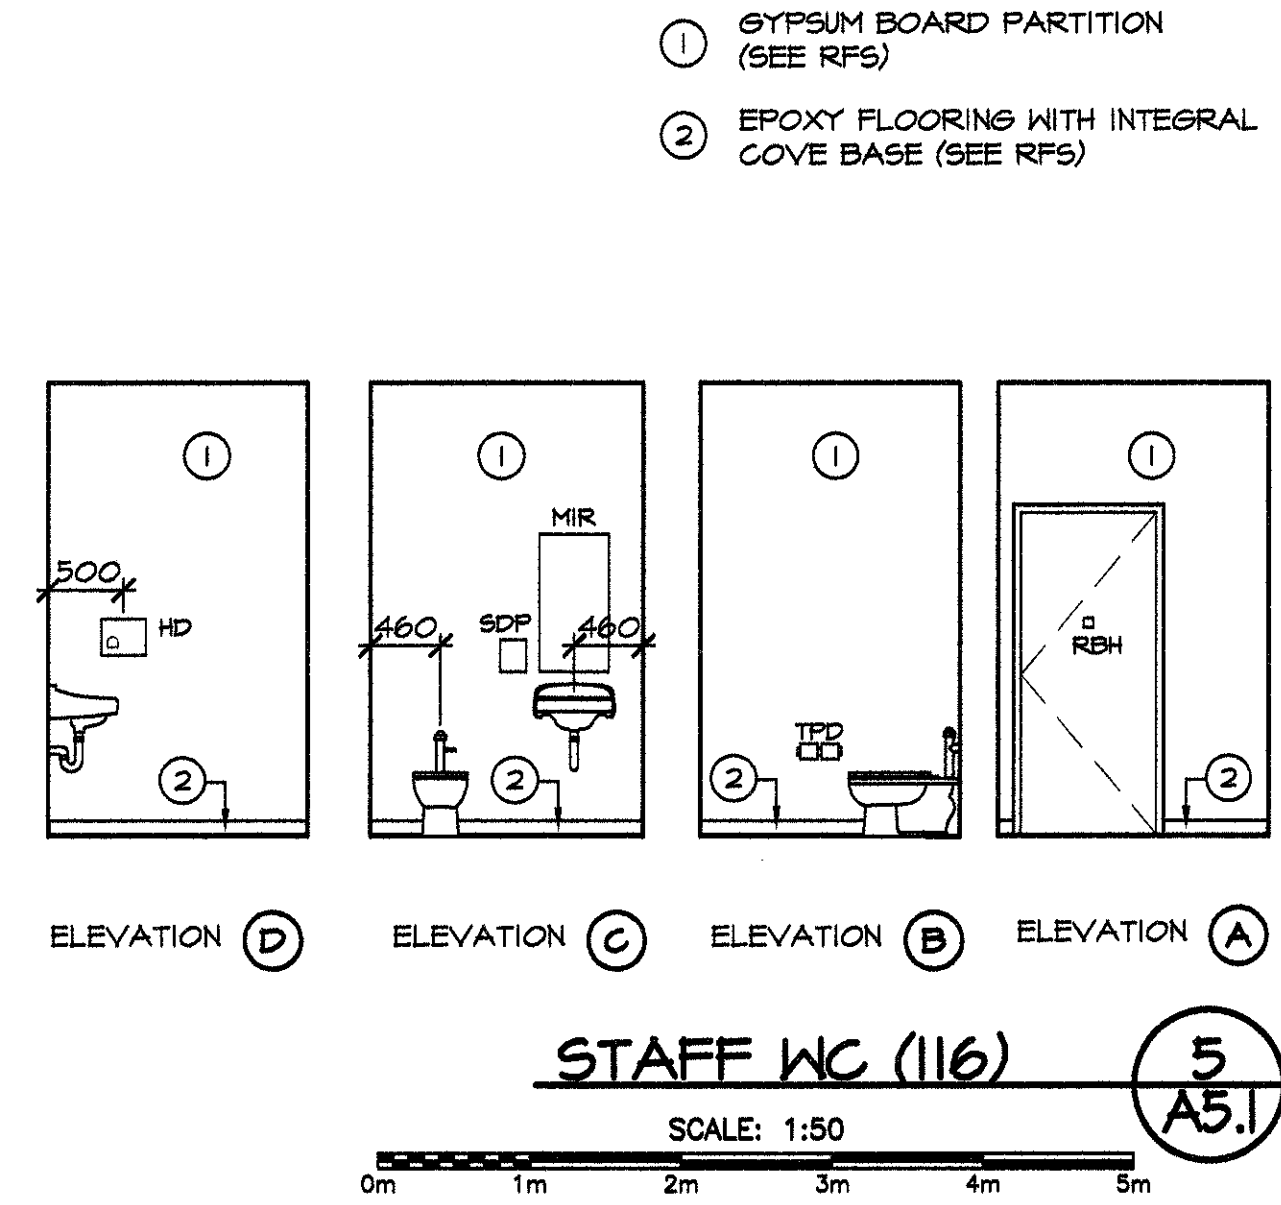 1 GYPSUM BOARD PARTITION
(SEE RFS)
2 EPOXY FLOORING WITH INTEGRAL
COVE BASE (SEE RFS)
1
500
HD
2
ELEVATION D
1
MIR
460
SDP
460
2
ELEVATION C
1
TPD
2
ELEVATION B
1
RBH
2
ELEVATION A
STAFF WC (116)
5
A5.1
SCALE: 1:50
0m 1m 2m 3m 4m 5m